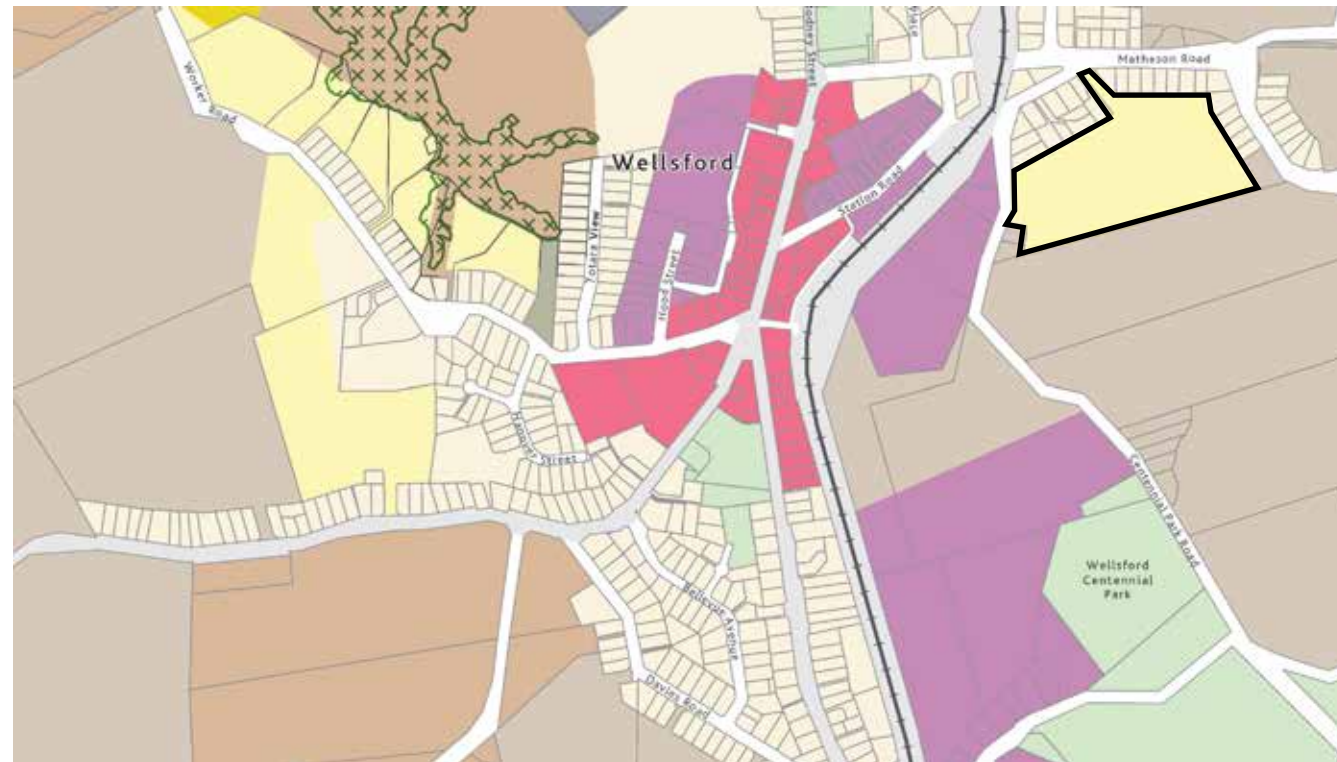 Rodney Street
Matheson Road
Worker Road
Wellsford
Station Road
Totara View
Hood Street
Hanover Street
Centennial Park Road
Wellsford
Centennial
Park
Bellevue Avenue
Davies Road